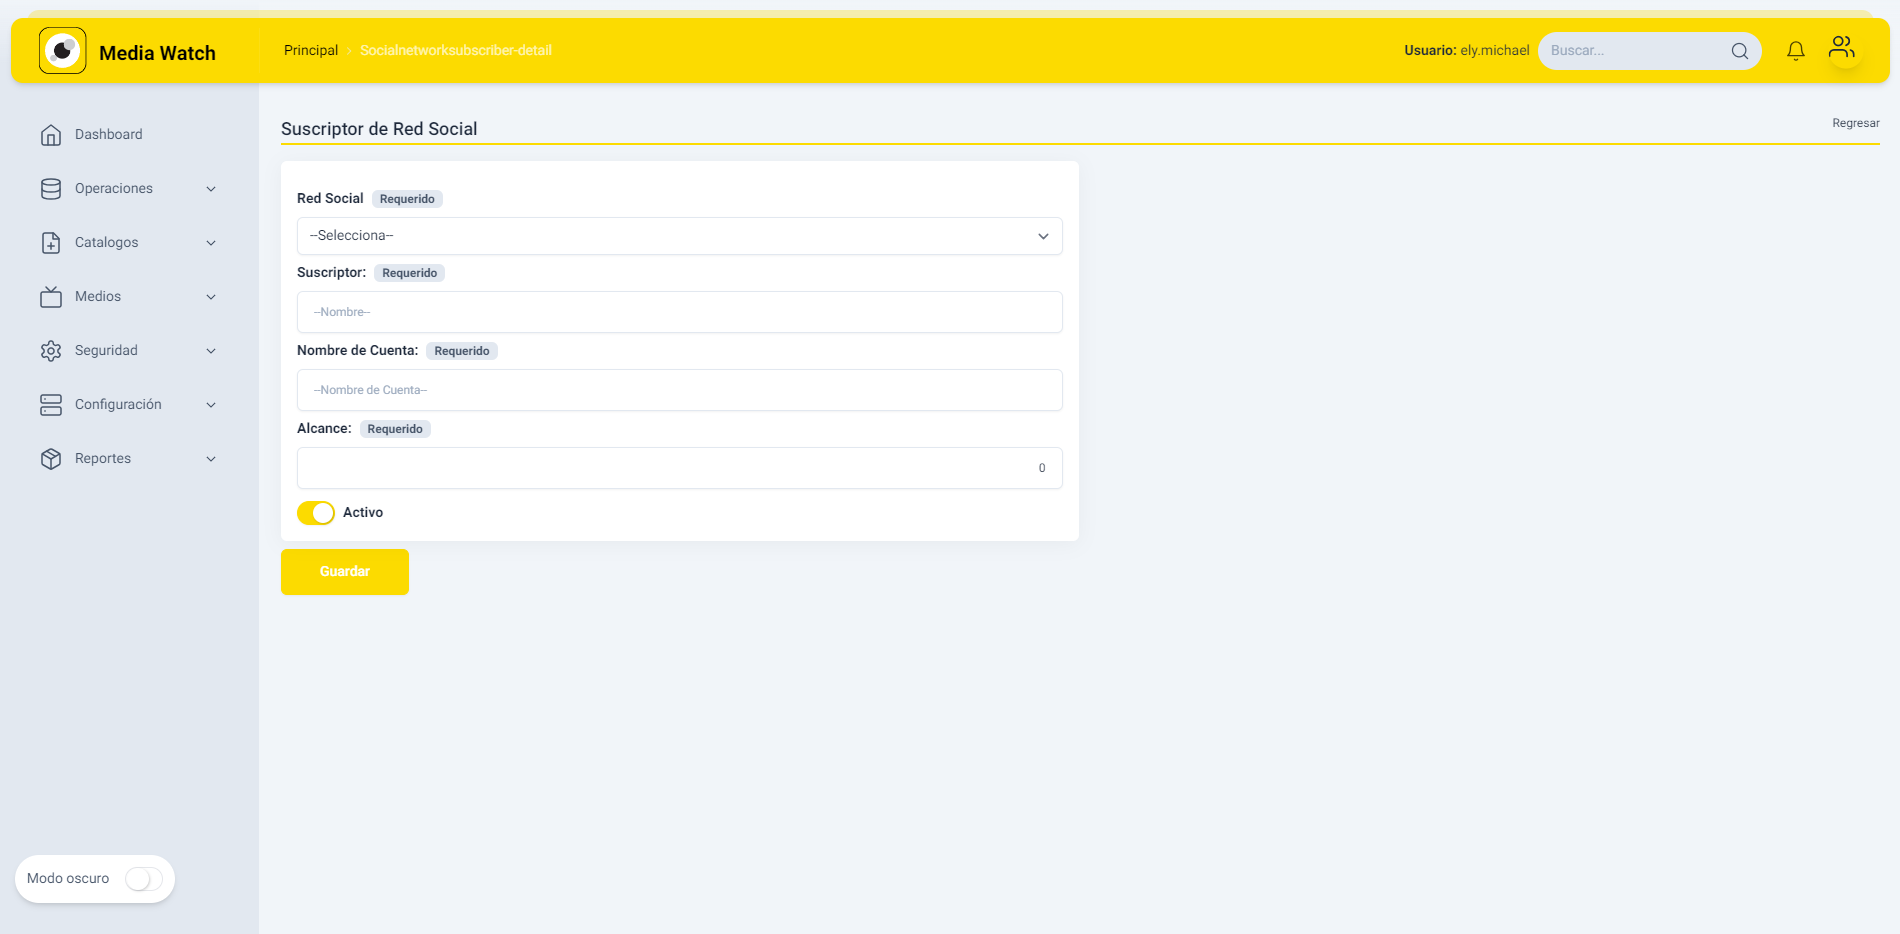 Media Watch
Principal › Socialnetworksubscriber-detail
Usuario: ely.michael
Buscar...
Dashboard
Operaciones
Catalogos
Medios
Seguridad
Configuración
Reportes
Modo oscuro
Suscriptor de Red Social
Regresar
Red Social Requerido
--Selecciona--
Suscriptor: Requerido
--Nombre--
Nombre de Cuenta: Requerido
--Nombre de Cuenta--
Alcance: Requerido
0
Activo
Guardar